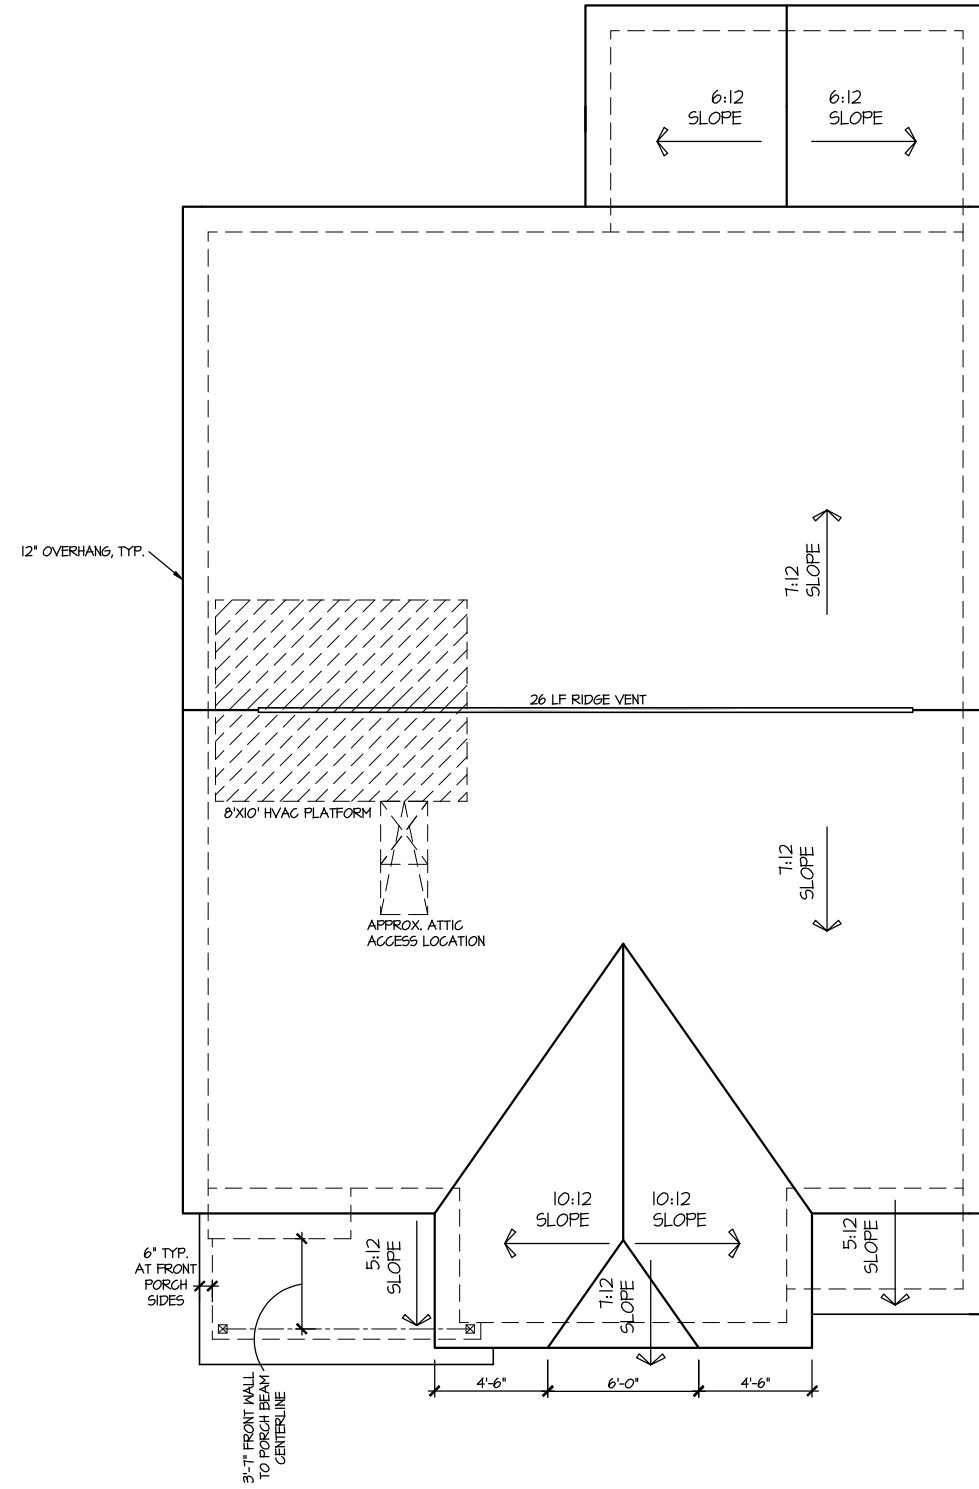 6:12
SLOPE
6:12
SLOPE
12" OVERHANG, TYP.
7:12
SLOPE
26 LF RIDGE VENT
8'X10' HVAC PLATFORM
7:12
SLOPE
APPROX. ATTIC
ACCESS LOCATION
10:12
SLOPE
10:12
SLOPE
6" TYP.
AT FRONT
PORCH
SIDES
5:12
SLOPE
5:12
SLOPE
7:12
SLOPE
4'-6"
6'-0"
4'-6"
3'-7" FRONT WALL
TO PORCH BEAM
CENTERLINE